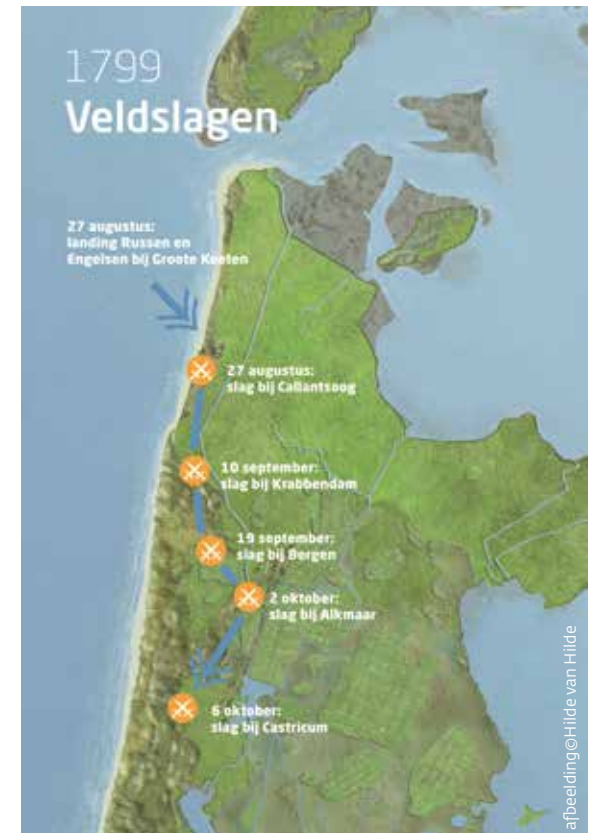 1799
Veldslagen
27 augustus:
landing Russen en
Engelsen bij Groote Keeten
27 augustus:
slag bij Callantsoog
10 september:
slag bij Krabbendam
19 september:
slag bij Bergen
2 oktober:
slag bij Alkmaar
6 oktober:
slag bij Castricum
afbeelding©Hilde van Hilde